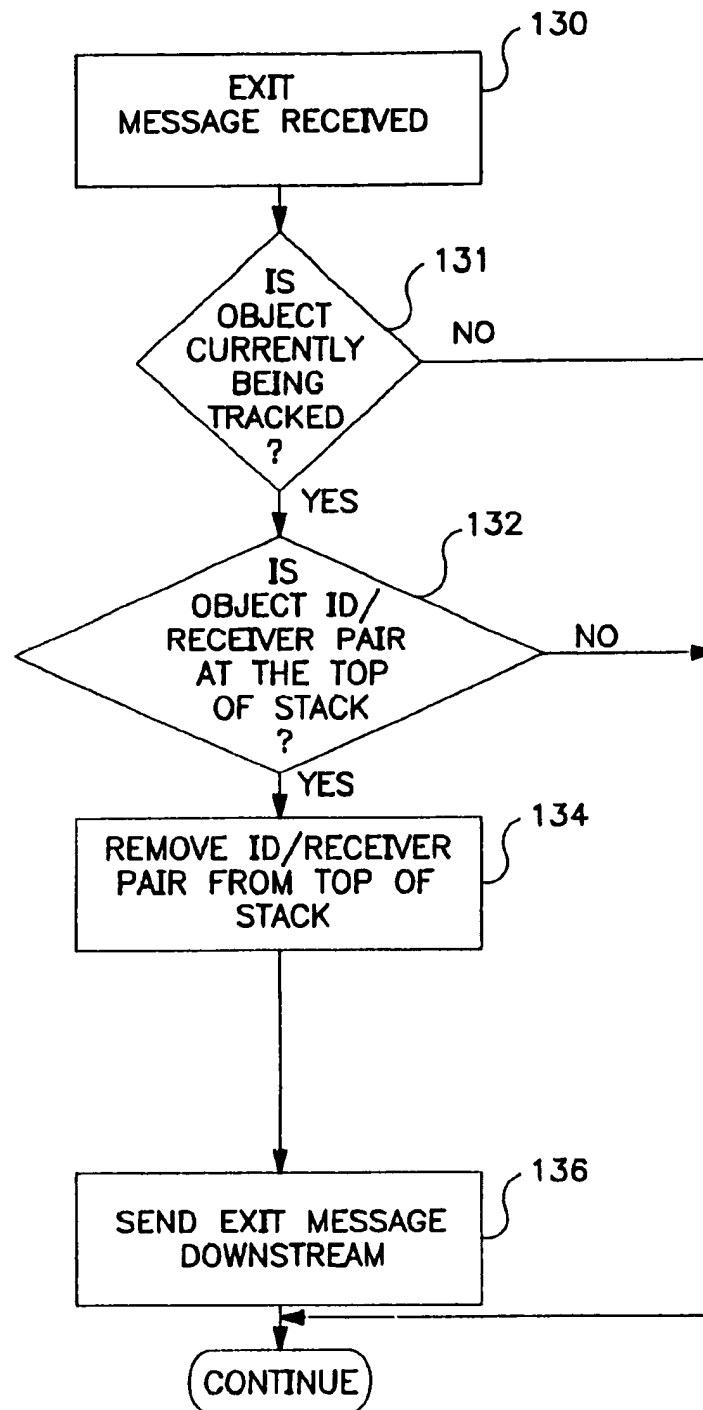 130
EXIT
MESSAGE RECEIVED
131
IS
OBJECT
CURRENTLY
BEING
TRACKED
?
NO
YES
132
IS
OBJECT ID/
RECEIVER PAIR
AT THE TOP
OF STACK
?
NO
YES
134
REMOVE ID/RECEIVER
PAIR FROM TOP OF
STACK
136
SEND EXIT MESSAGE
DOWNSTREAM
CONTINUE